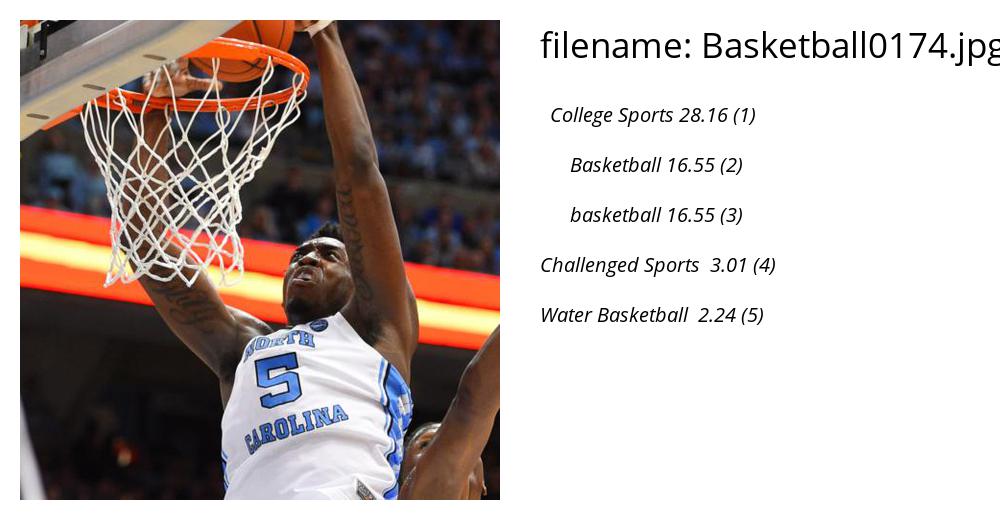 filename: Basketball0174.jpg
College Sports 28.16 (1)
Basketball 16.55 (2)
basketball 16.55 (3)
Challenged Sports 3.01 (4)
Water Basketball 2.24 (5)
NORTH
5
CAROLINA